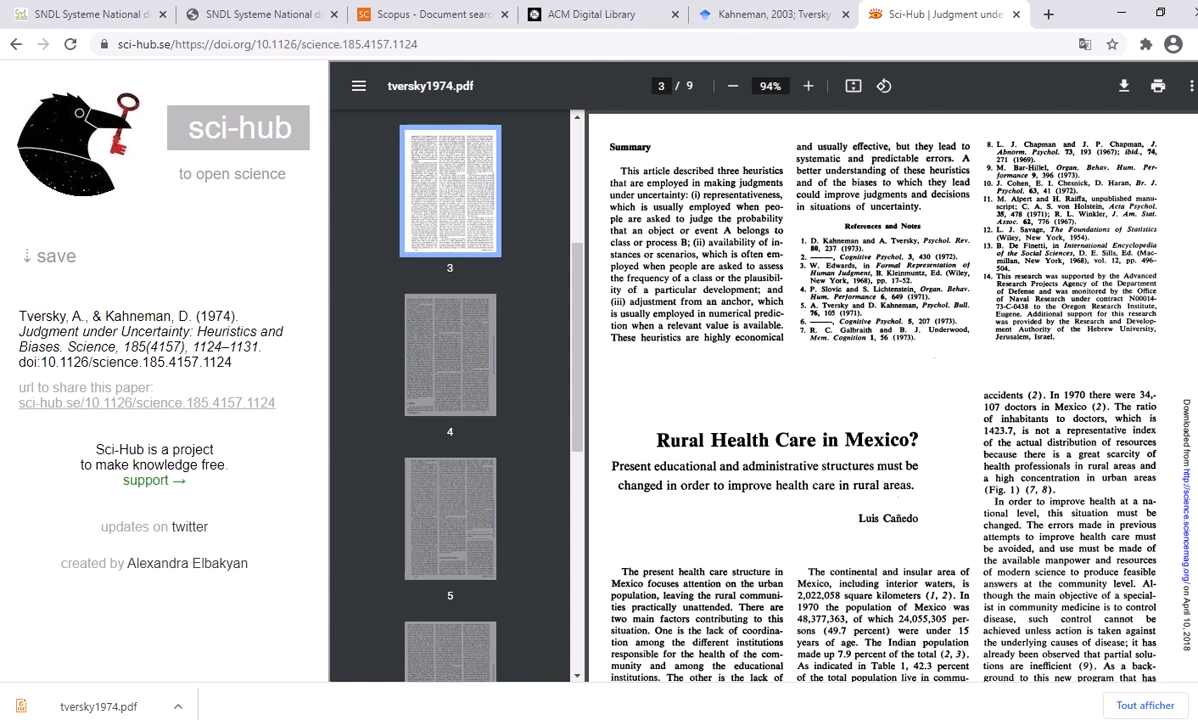 SNDL Systeme National d
SNDL Systeme National d
Scopus - Document searc
ACM Digital Library
Kahneman, 2003; Tversky
Sci-Hub | Judgment unde
sci-hub.se/https://doi.org/10.1126/science.185.4157.1124
sci-hub
to open science
↓ save
Tversky, A., & Kahneman, D. (1974).
Judgment under Uncertainty: Heuristics and
Biases. Science, 185(4157), 1124–1131.
doi:10.1126/science.185.4157.1124
url to share this paper:
sci-hub.se/10.1126/science.185.4157.1124
Sci-Hub is a project
to make knowledge free.
support →
updates on twitter
created by Alexandra Elbakyan
tversky1974.pdf
3 / 9
94%
3
4
5
Summary
This article described three heuristics
that are employed in making judgments
under uncertainty: (i) representativeness,
which is usually employed when peo-
ple are asked to judge the probability
that an object or event A belongs to
class or process B; (ii) availability of in-
stances or scenarios, which is often em-
ployed when people are asked to assess
the frequency of a class or the plausibil-
ity of a particular development; and
(iii) adjustment from an anchor, which
is usually employed in numerical predic-
tion when a relevant value is available.
These heuristics are highly economical
and usually effective, but they lead to
systematic and predictable errors. A
better understanding of these heuristics
and of the biases to which they lead
could improve judgments and decisions
in situations of uncertainty.
References and Notes
1. D. Kahneman and A. Tversky, Psychol. Rev.
80, 237 (1973).
2. ———, Cognitive Psychol. 3, 430 (1972).
3. W. Edwards, in Formal Representation of
Human Judgment, B. Kleinmuntz, Ed. (Wiley,
New York, 1968), pp. 17-52.
4. P. Slovic and S. Lichtenstein, Organ. Behav.
Hum. Performance 6, 649 (1971).
5. A. Tversky and D. Kahneman, Psychol. Bull.
76, 105 (1971).
6. ———, Cognitive Psychol. 5, 207 (1973).
7. R. C. Galbraith and B. J. Underwood,
Mem. Cognition 1, 56 (1973).
8. L. J. Chapman and J. P. Chapman, J.
Abnorm. Psychol. 73, 193 (1967); ibid., 74,
271 (1969).
9. M. Bar-Hillel, Organ. Behav. Hum. Per-
formance 9, 396 (1973).
10. J. Cohen, E. I. Chesnick, D. Haran, Br. J.
Psychol. 63, 41 (1972).
11. M. Alpert and H. Raiffa, unpublished manu-
script; C. A. S. von Holstein, Acta Psychol.
35, 478 (1971); R. L. Winkler, J. Am. Stat.
Assoc. 62, 776 (1967).
12. L. J. Savage, The Foundations of Statistics
(Wiley, New York, 1954).
13. B. De Finetti, in International Encyclopedia
of the Social Sciences, D. E. Sills, Ed. (Mac-
millan, New York, 1968), vol. 12, pp. 496-
504.
14. This research was supported by the Advanced
Research Projects Agency of the Department
of Defense and was monitored by the Office
of Naval Research under contract N00014-
73-C-0438 to the Oregon Research Institute,
Eugene. Additional support for this research
was provided by the Research and Develop-
ment Authority of the Hebrew University,
Jerusalem, Israel.
Rural Health Care in Mexico?
Present educational and administrative structures must be
changed in order to improve health care in rural areas.
Luis Cañedo
The present health care structure in
Mexico focuses attention on the urban
population, leaving the rural communi-
ties practically unattended. There are
two main factors contributing to this
situation. One is the lack of coordina-
tion among the different institutions
responsible for the health of the com-
munity and among the educational
institutions. The other is the lack of
The continental and insular area of
Mexico, including interior waters, is
2,022,058 square kilometers (1, 2). In
1970 the population of Mexico was
48,377,363, of which 24,055,305 per-
sons (49.7 percent) were under 15
years of age. The Indian population
made up 7.9 percent of the total (2, 3).
As indicated in Table 1, 42.3 percent
of the total population live in commu-
accidents (2). In 1970 there were 34,-
107 doctors in Mexico (2). The ratio
of inhabitants to doctors, which is
1423.7, is not a representative index
of the actual distribution of resources
because there is a great scarcity of
health professionals in rural areas and
a high concentration in urban areas
(Fig. 1) (7, 8).
In order to improve health at a na-
tional level, this situation must be
changed. The errors made in previous
attempts to improve health care must
be avoided, and use must be made of
the available manpower and resources
of modern science to produce feasible
answers at the community level. Al-
though the main objective of a special-
ist in community medicine is to control
disease, such control cannot be
achieved unless action is taken against
the underlying causes of disease; it has
already been observed that partial solu-
tions are inefficient (9). As a back-
ground to this new program that has
Downloaded from http://science.sciencemag.org/ on April 10, 2018
tversky1974.pdf
Tout afficher